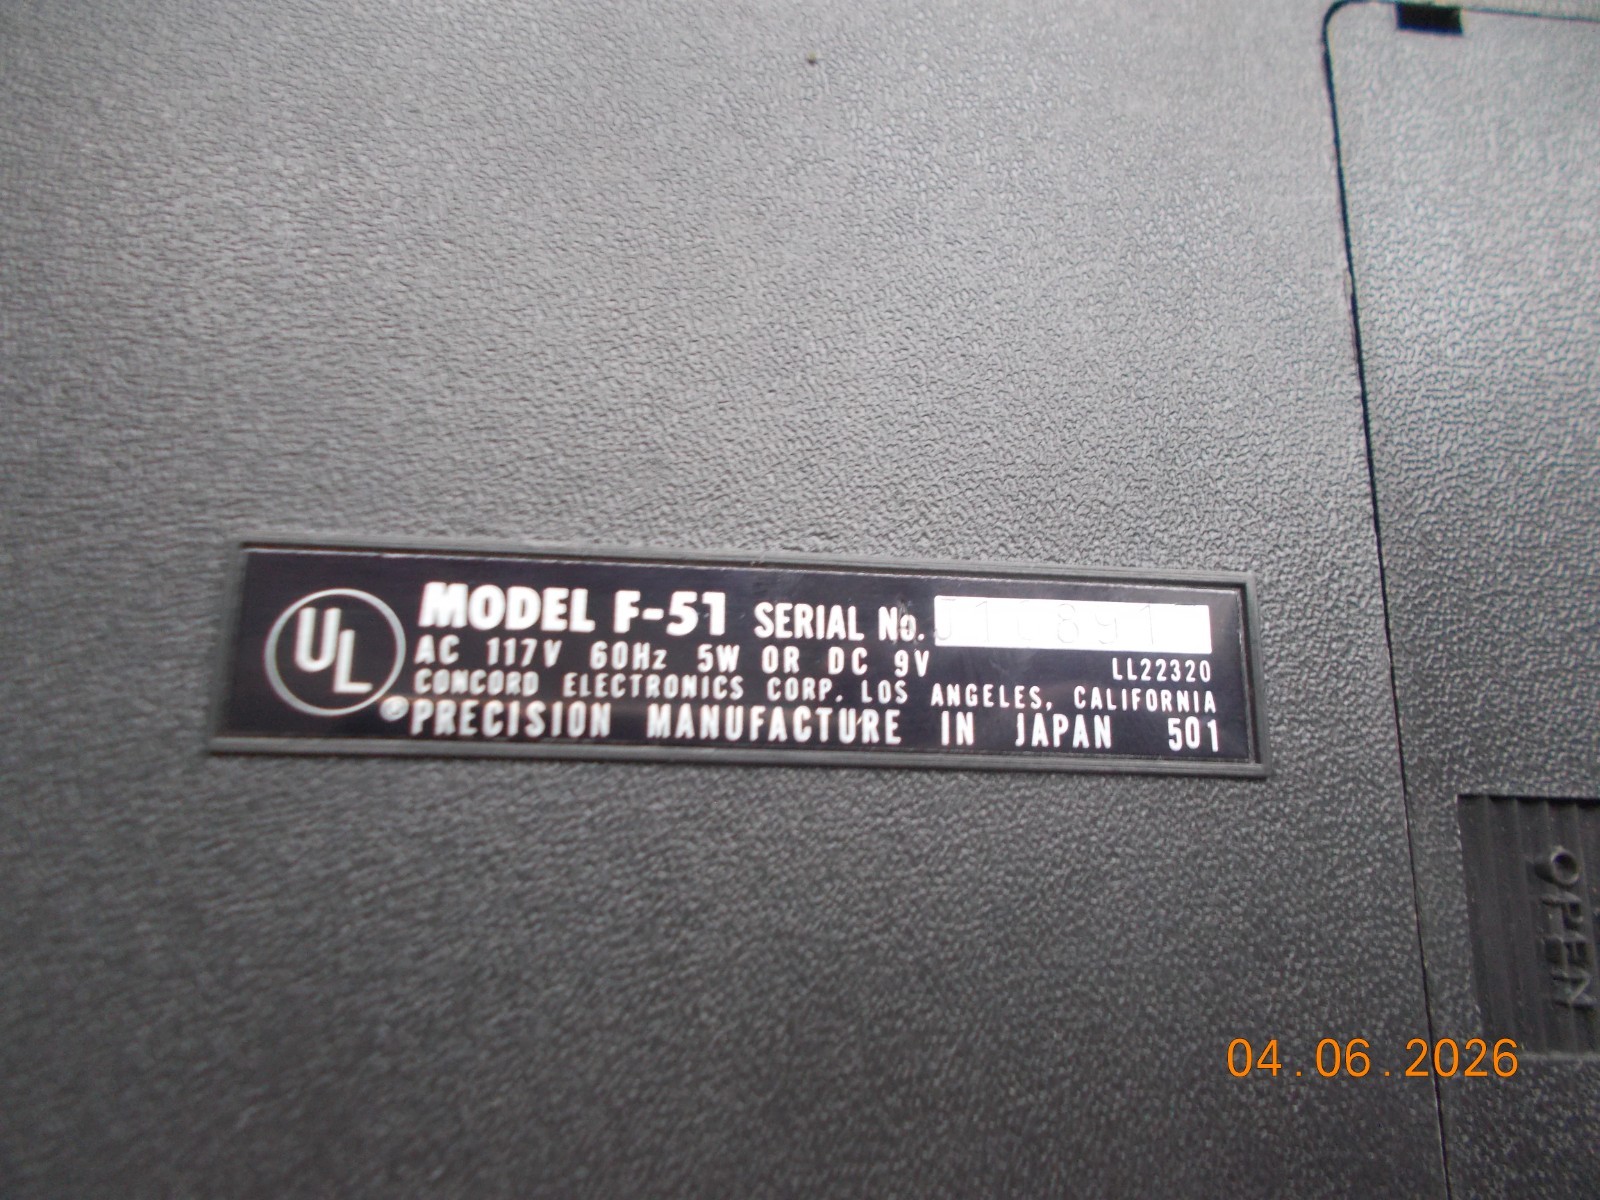 UL
MODEL F-51 SERIAL No.
AC 117V 60Hz 5W OR DC 9V LL22320
CONCORD ELECTRONICS CORP. LOS ANGELES, CALIFORNIA
® PRECISION MANUFACTURE IN JAPAN 501
OPEN
04.06.2026